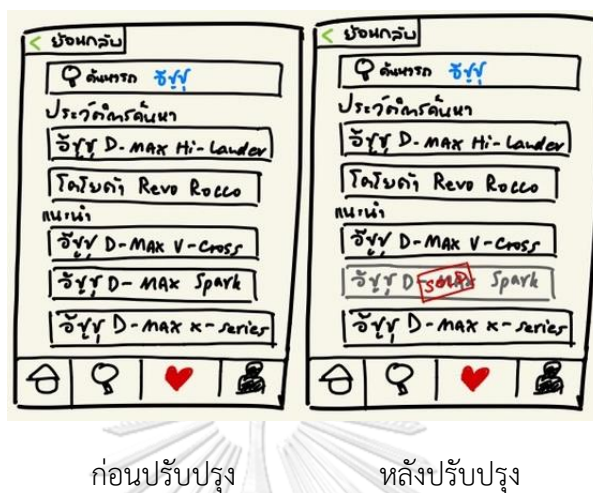 < ย้อนกลับ
ค้นหารถ อีซูซุ
ประวัติการค้นหา
อีซูซุ D-MAX Hi-Lander
โตโยต้า Revo Rocco
แนะนำ
อีซูซุ D-MAX V-Cross
อีซูซุ D-MAX Spark
อีซูซุ D-MAX X-series
ก่อนปรับปรุง
< ย้อนกลับ
ค้นหารถ อีซูซุ
ประวัติการค้นหา
อีซูซุ D-MAX Hi-Lander
โตโยต้า Revo Rocco
แนะนำ
อีซูซุ D-MAX V-Cross
อีซูซุ D-MAX Spark
SOLD
อีซูซุ D-MAX X-series
หลังปรับปรุง